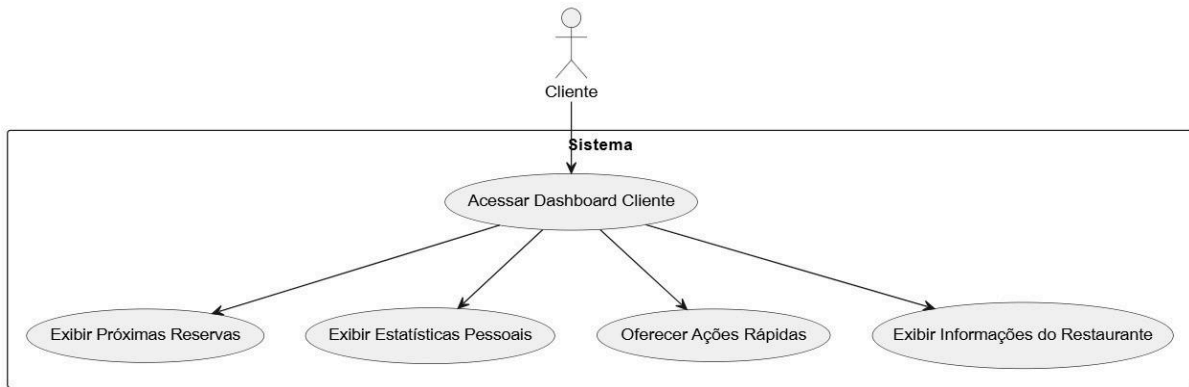 Cliente
Sistema
Acessar Dashboard Cliente
Exibir Próximas Reservas
Exibir Estatísticas Pessoais
Oferecer Ações Rápidas
Exibir Informações do Restaurante